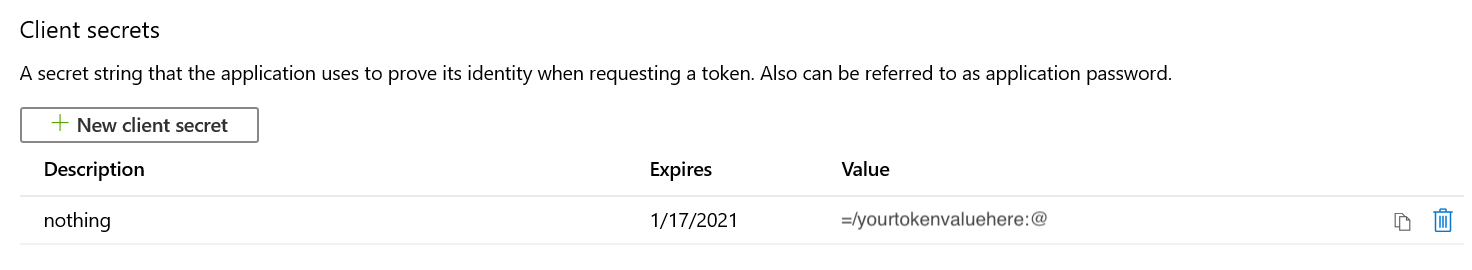 Client secrets
A secret string that the application uses to prove its identity when requesting a token. Also can be referred to as application password.
+ New client secret
Description Expires Value
nothing 1/17/2021 =/yourtokenvaluehere:@